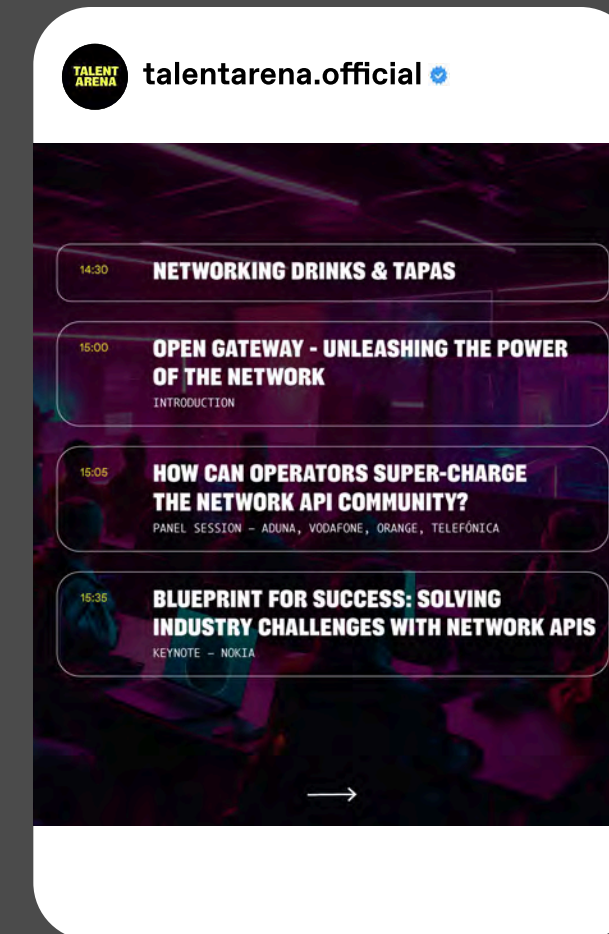 TALENT
ARENA
talentarena.official
14:30
NETWORKING DRINKS & TAPAS
15:00
OPEN GATEWAY - UNLEASHING THE POWER
OF THE NETWORK
INTRODUCTION
15:05
HOW CAN OPERATORS SUPER-CHARGE
THE NETWORK API COMMUNITY?
PANEL SESSION – ADUNA, VODAFONE, ORANGE, TELEFÓNICA
15:35
BLUEPRINT FOR SUCCESS: SOLVING
INDUSTRY CHALLENGES WITH NETWORK APIS
KEYNOTE – NOKIA